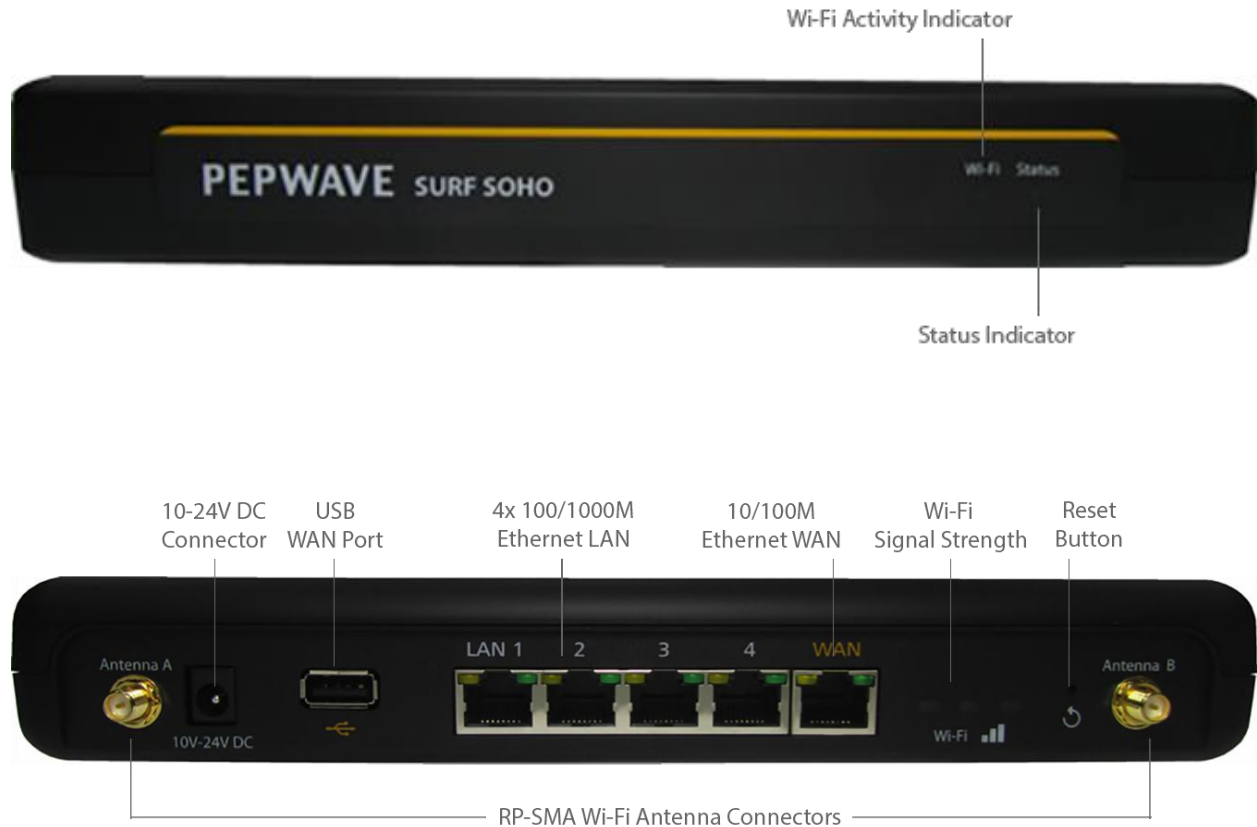 Wi-Fi Activity Indicator
PEPWAVE SURF SOHO
Wi-Fi Status
Status Indicator
10-24V DC
Connector
USB
WAN Port
4x 100/1000M
Ethernet LAN
10/100M
Ethernet WAN
Wi-Fi
Signal Strength
Reset
Button
LAN 1 2 3 4 WAN
Antenna A
Antenna B
10V-24V DC
Wi-Fi
RP-SMA Wi-Fi Antenna Connectors